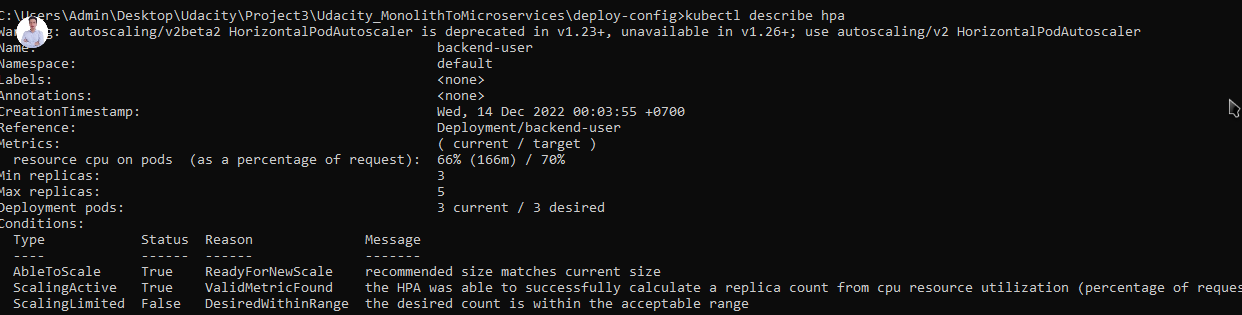 C:\Users\Admin\Desktop\Udacity\Project3\Udacity_MonolithToMicroservices\deploy-config>kubectl describe hpa
autoscaling/v2beta2 HorizontalPodAutoscaler is deprecated in v1.23+, unavailable in v1.26+; use autoscaling/v2 HorizontalPodAutoscaler
Name: backend-user
Namespace: default
Labels: <none>
Annotations: <none>
CreationTimestamp: Wed, 14 Dec 2022 00:03:55 +0700
Reference: Deployment/backend-user
Metrics: ( current / target )
resource cpu on pods (as a percentage of request): 66% (166m) / 70%
Min replicas: 3
Max replicas: 5
Deployment pods: 3 current / 3 desired
Conditions:
Type Status Reason Message
---- ------ ------ -------
AbleToScale True ReadyForNewScale recommended size matches current size
ScalingActive True ValidMetricFound the HPA was able to successfully calculate a replica count from cpu resource utilization (percentage of reques
ScalingLimited False DesiredWithinRange the desired count is within the acceptable range